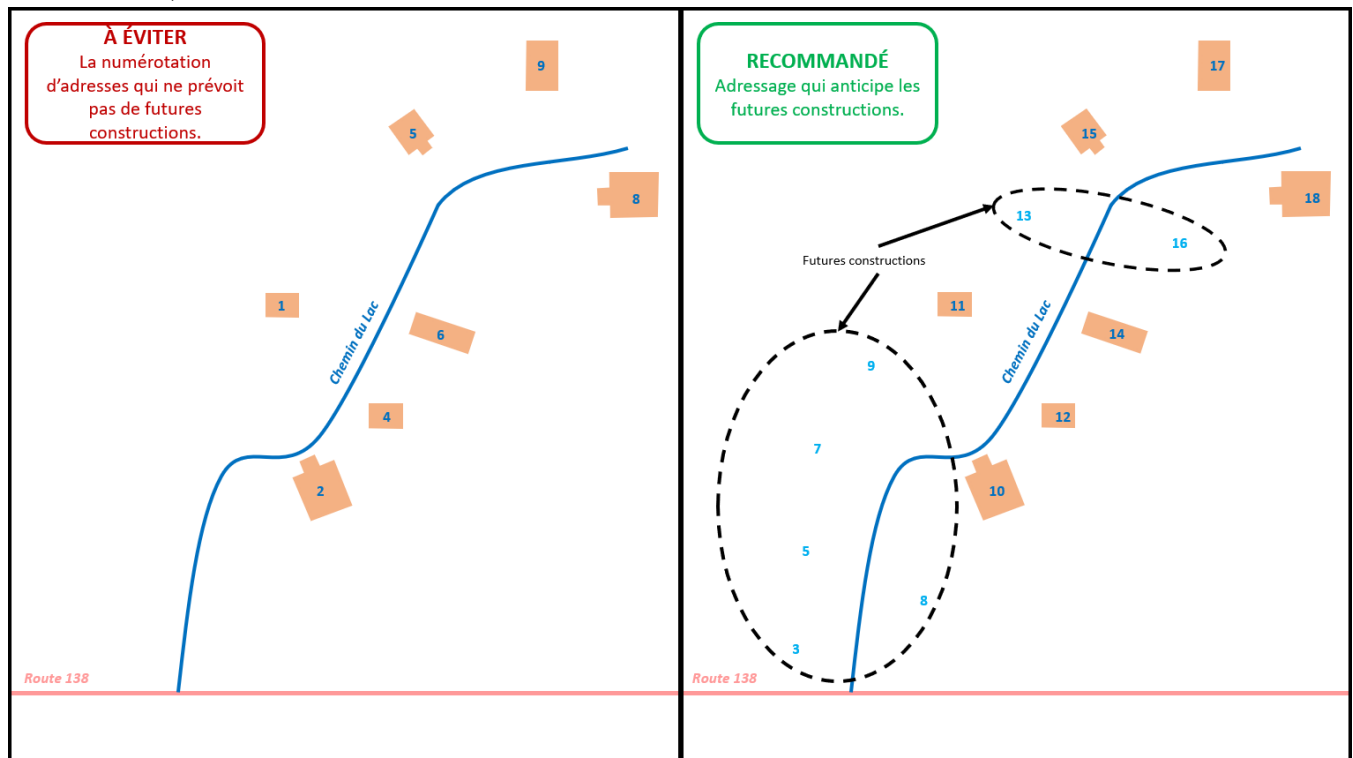 À ÉVITER
La numérotation
d'adresses qui ne prévoit
pas de futures
constructions.
9
5
8
1
Chemin du Lac
6
4
2
Route 138
RECOMMANDÉ
Adressage qui anticipe les
futures constructions.
17
15
18
13
16
Futures constructions
11
Chemin du Lac
14
9
12
7
10
5
8
3
Route 138